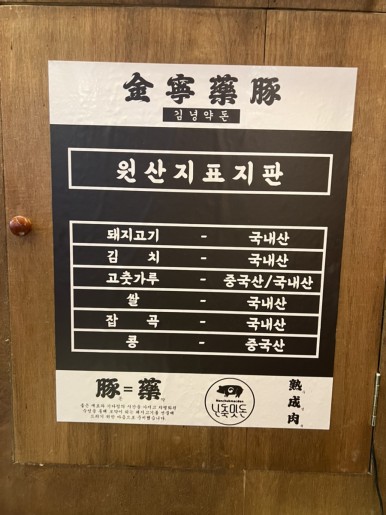 金寧藥豚
김녕약돈
원산지표지판
돼지고기 - 국내산
김 치 - 국내산
고춧가루 - 중국산/국내산
쌀 - 국내산
잡 곡 - 국내산
콩 - 중국산
豚=藥
熟成肉